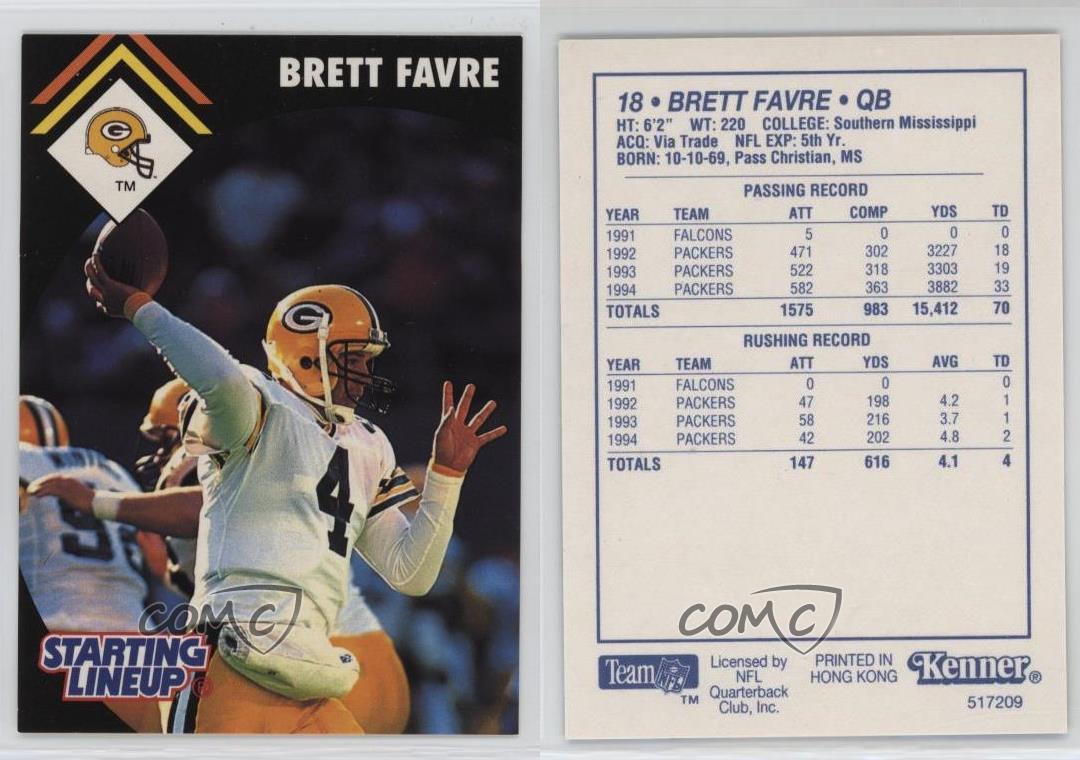 BRETT FAVRE
G
TM
G
4
COMC
STARTING
LINEUP®
18 • BRETT FAVRE • QB
HT: 6'2" WT: 220 COLLEGE: Southern Mississippi
ACQ: Via Trade NFL EXP: 5th Yr.
BORN: 10-10-69, Pass Christian, MS
PASSING RECORD
YEAR TEAM ATT COMP YDS TD
1991 FALCONS 5 0 0 0
1992 PACKERS 471 302 3227 18
1993 PACKERS 522 318 3303 19
1994 PACKERS 582 363 3882 33
TOTALS 1575 983 15,412 70
RUSHING RECORD
YEAR TEAM ATT YDS AVG TD
1991 FALCONS 0 0 0
1992 PACKERS 47 198 4.2 1
1993 PACKERS 58 216 3.7 1
1994 PACKERS 42 202 4.8 2
TOTALS 147 616 4.1 4
COMC
Team NFL TM
Licensed by
NFL
Quarterback
Club, Inc.
PRINTED IN
HONG KONG
Kenner®
517209